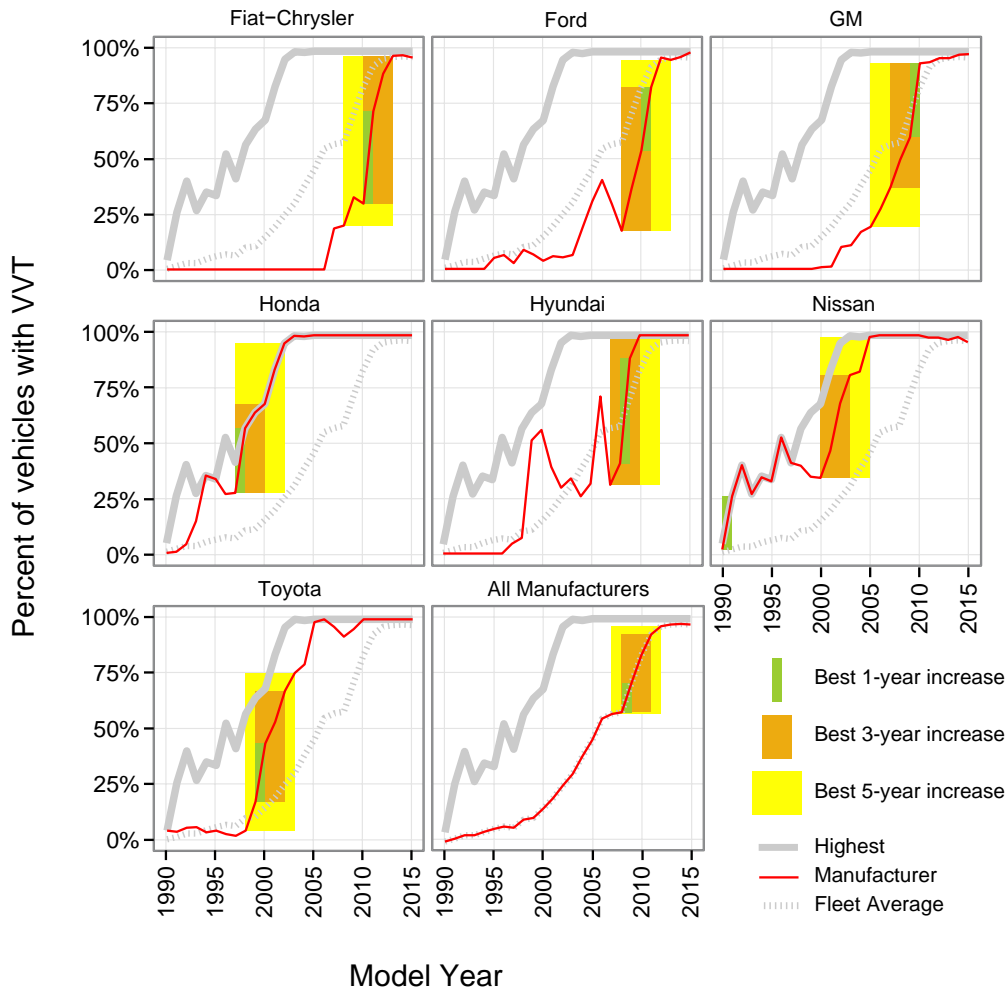 Fiat−Chrysler
Ford
GM
100%
75%
50%
25%
0%
Honda
Hyundai
Nissan
100%
75%
50%
25%
0%
Toyota
All Manufacturers
1990
1995
2000
2005
2010
2015
100%
75%
50%
25%
0%
1990
1995
2000
2005
2010
2015
1990
1995
2000
2005
2010
2015
Best 1-year increase
Best 3-year increase
Best 5-year increase
Highest
Manufacturer
Fleet Average
Percent of vehicles with VVT
Model Year